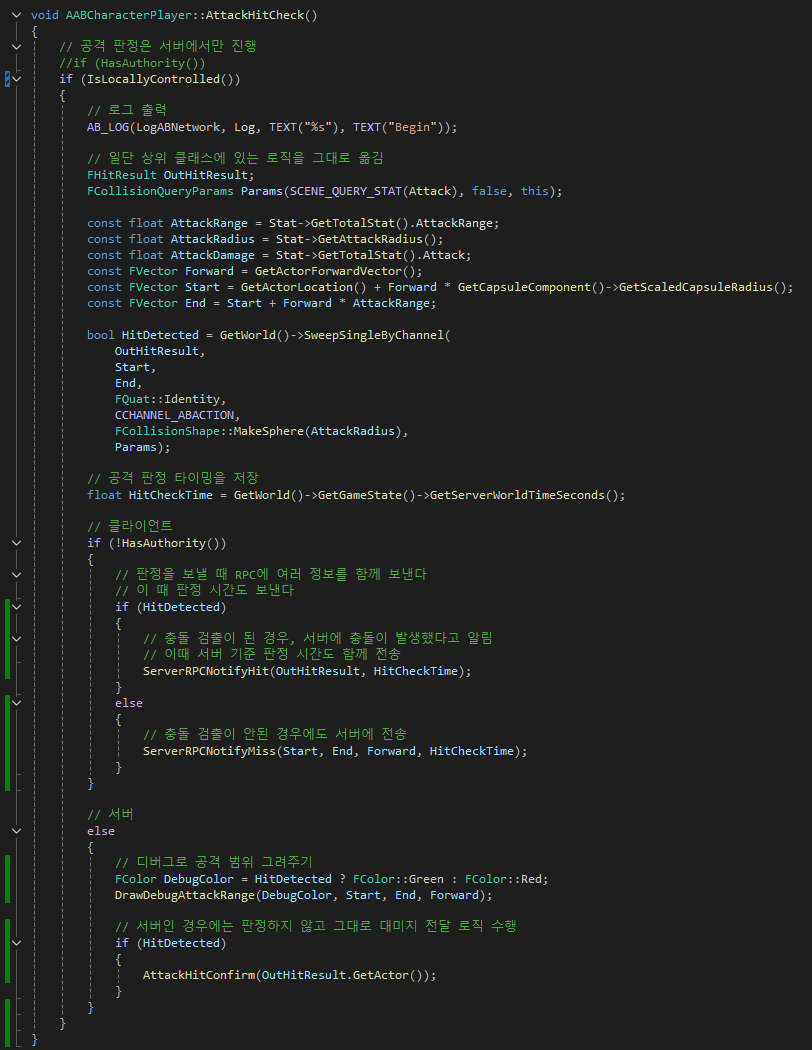 void AABCharacterPlayer::AttackHitCheck()
{
    // 공격 판정은 서버에서만 진행
    //if (HasAuthority())
    if (IsLocallyControlled())
    {
        // 로그 출력
        AB_LOG(LogABNetwork, Log, TEXT("%s"), TEXT("Begin"));

        // 일단 상위 클래스에 있는 로직을 그대로 옮김
        FHitResult OutHitResult;
        FCollisionQueryParams Params(SCENE_QUERY_STAT(Attack), false, this);

        const float AttackRange = Stat->GetTotalStat().AttackRange;
        const float AttackRadius = Stat->GetAttackRadius();
        const float AttackDamage = Stat->GetTotalStat().Attack;
        const FVector Forward = GetActorForwardVector();
        const FVector Start = GetActorLocation() + Forward * GetCapsuleComponent()->GetScaledCapsuleRadius();
        const FVector End = Start + Forward * AttackRange;

        bool HitDetected = GetWorld()->SweepSingleByChannel(
            OutHitResult,
            Start,
            End,
            FQuat::Identity,
            CCHANNEL_ABACTION,
            FCollisionShape::MakeSphere(AttackRadius),
            Params);

        // 공격 판정 타이밍을 저장
        float HitCheckTime = GetWorld()->GetGameState()->GetServerWorldTimeSeconds();

        // 클라이언트
        if (!HasAuthority())
        {
            // 판정을 보낼 때 RPC에 여러 정보를 함께 보낸다
            // 이 때 판정 시간도 보낸다
            if (HitDetected)
            {
                // 충돌 검출이 된 경우, 서버에 충돌이 발생했다고 알림
                // 이때 서버 기준 판정 시간도 함께 전송
                ServerRPCNotifyHit(OutHitResult, HitCheckTime);
            }
            else
            {
                // 충돌 검출이 안된 경우에도 서버에 전송
                ServerRPCNotifyMiss(Start, End, Forward, HitCheckTime);
            }
        }

        // 서버
        else
        {
            // 디버그로 공격 범위 그려주기
            FColor DebugColor = HitDetected ? FColor::Green : FColor::Red;
            DrawDebugAttackRange(DebugColor, Start, End, Forward);

            // 서버인 경우에는 판정하지 않고 그대로 대미지 전달 로직 수행
            if (HitDetected)
            {
                AttackHitConfirm(OutHitResult.GetActor());
            }
        }
    }
}